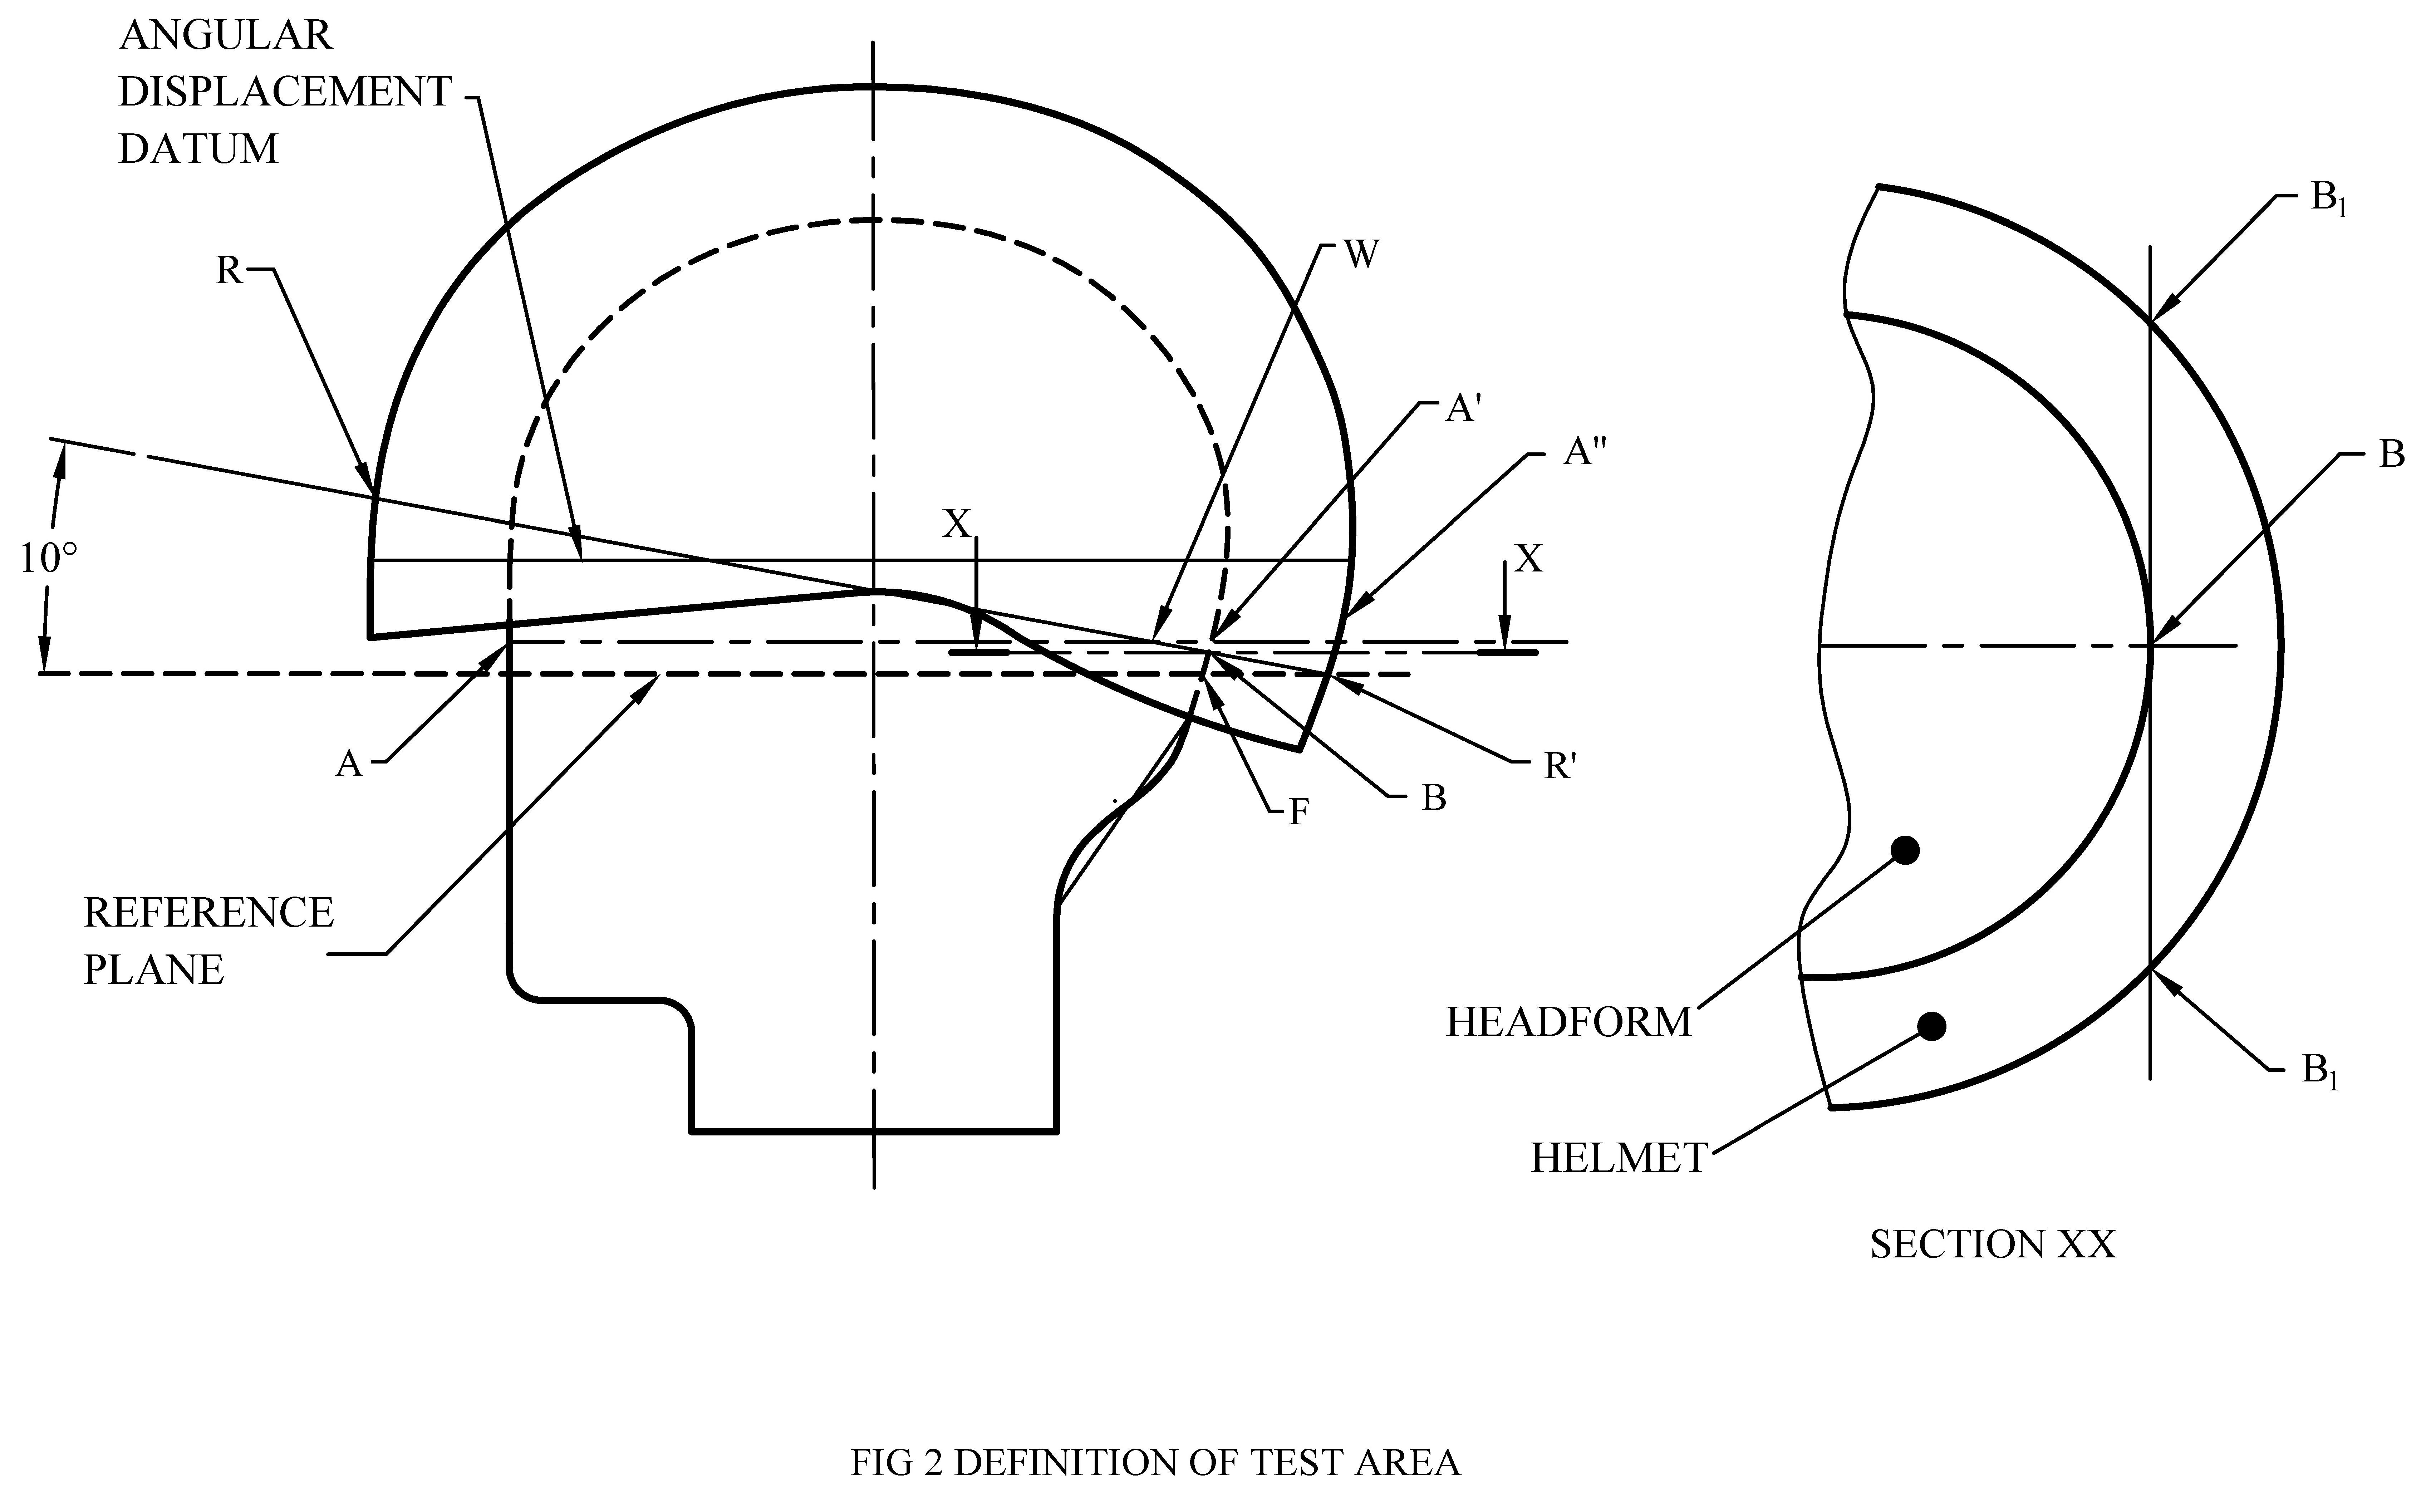 ANGULAR
DISPLACEMENT
DATUM
R
W
A'
A"
X
X
10°
A
R'
B
F
REFERENCE
PLANE
B1
B
HEADFORM
B1
HELMET
SECTION XX
FIG 2 DEFINITION OF TEST AREA